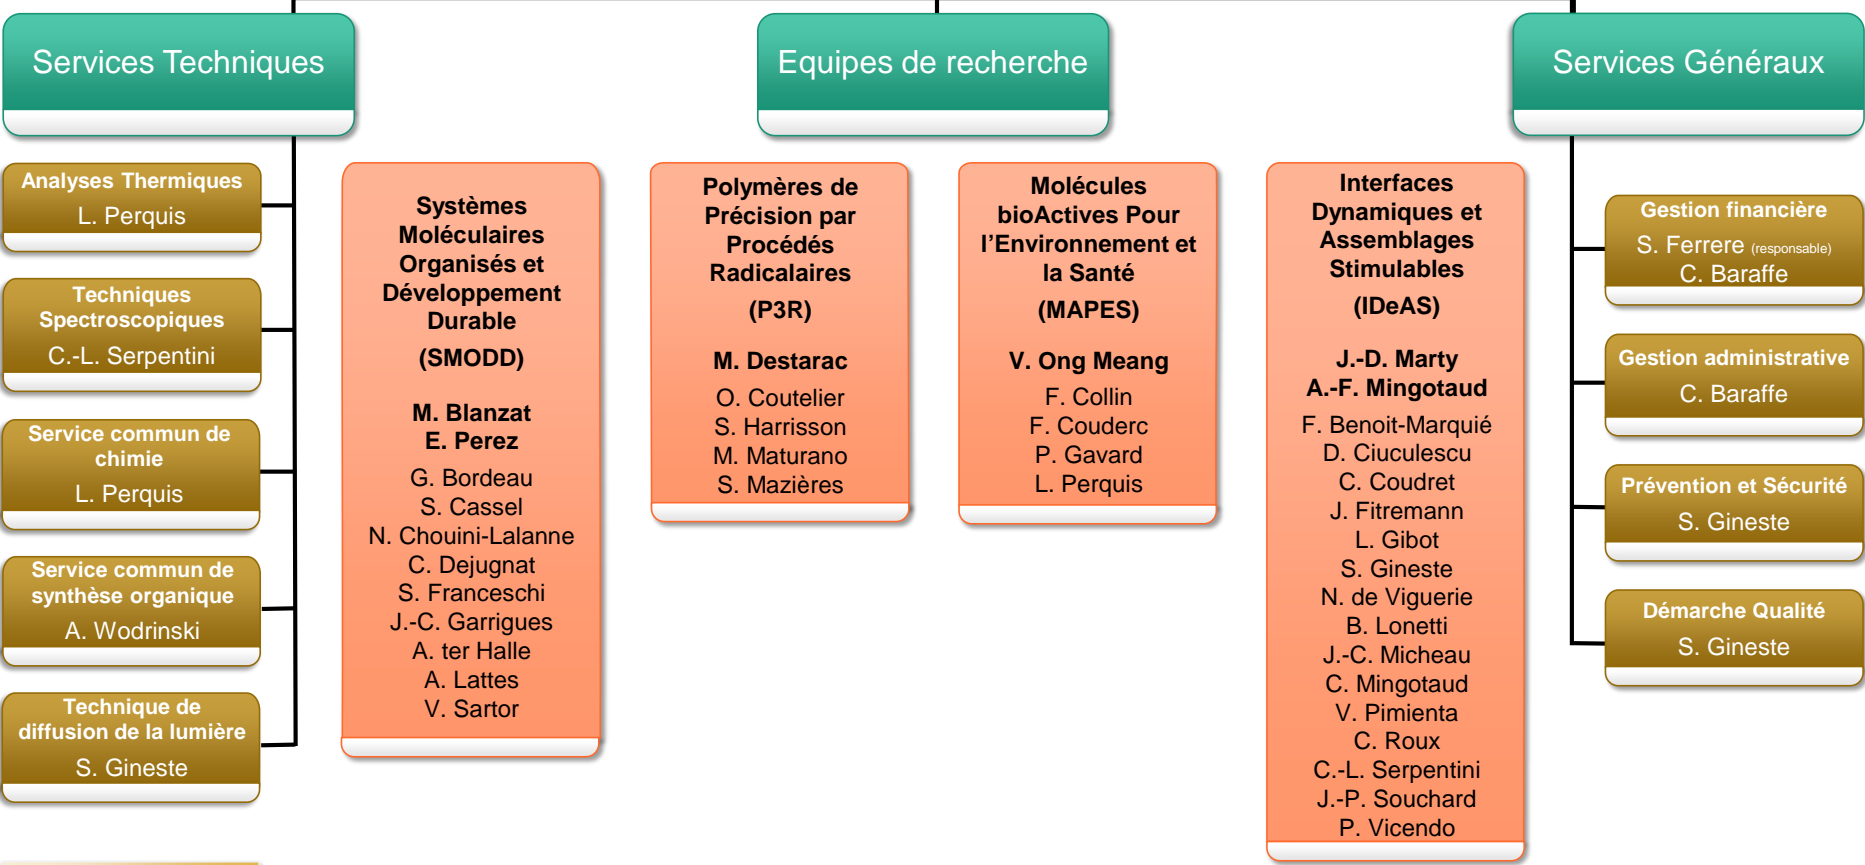 Services Techniques
Equipes de recherche
Services Généraux
Analyses Thermiques
L. Perquis
Techniques
Spectroscopiques
C.-L. Serpentini
Service commun de
chimie
L. Perquis
Service commun de
synthèse organique
A. Wodrinski
Technique de
diffusion de la lumière
S. Gineste
Systèmes
Moléculaires
Organisés et
Développement
Durable
(SMODD)
M. Blanzat
E. Perez
G. Bordeau
S. Cassel
N. Chouini-Lalanne
C. Dejugnat
S. Franceschi
J.-C. Garrigues
A. ter Halle
A. Lattes
V. Sartor
Polymères de
Précision par
Procédés
Radicalaires
(P3R)
M. Destarac
O. Coutelier
S. Harrisson
M. Maturano
S. Mazières
Molécules
bioActives Pour
l’Environnement et
la Santé
(MAPES)
V. Ong Meang
F. Collin
F. Couderc
P. Gavard
L. Perquis
Interfaces
Dynamiques et
Assemblages
Stimulables
(IDeAS)
J.-D. Marty
A.-F. Mingotaud
F. Benoit-Marquié
D. Ciuculescu
C. Coudret
J. Fitremann
L. Gibot
S. Gineste
N. de Viguerie
B. Lonetti
J.-C. Micheau
C. Mingotaud
V. Pimienta
C. Roux
C.-L. Serpentini
J.-P. Souchard
P. Vicendo
Gestion financière
S. Ferrere (responsable)
C. Baraffe
Gestion administrative
C. Baraffe
Prévention et Sécurité
S. Gineste
Démarche Qualité
S. Gineste